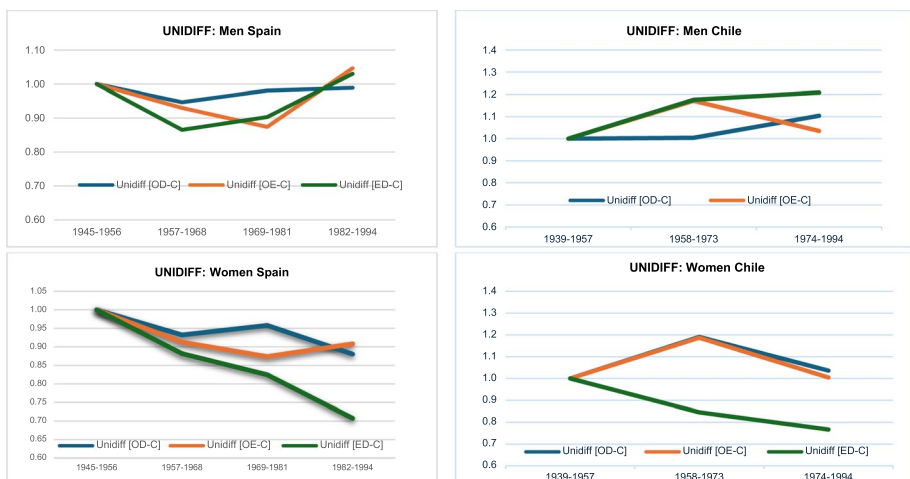 UNIDIFF: Men Spain
1.10
1.00
0.90
0.80
0.70
0.60
Unidiff [OD-C] Unidiff [OE-C] Unidiff [ED-C]
1945-1956 1957-1968 1969-1981 1982-1994
UNIDIFF: Men Chile
1.4
1.3
1.2
1.1
1.0
0.9
0.8
0.7
0.6
Unidiff [OD-C] Unidiff [OE-C]
1939-1957 1958-1973 1974-1994
UNIDIFF: Women Spain
1.05
1.00
0.95
0.90
0.85
0.80
0.75
0.70
0.65
0.60
Unidiff [OD-C] Unidiff [OE-C] Unidiff [ED-C]
1945-1956 1957-1968 1969-1981 1982-1994
UNIDIFF: Women Chile
1.4
1.3
1.2
1.1
1.0
0.9
0.8
0.7
0.6
Unidiff [OD-C] Unidiff [OE-C] Unidiff [ED-C]
1939-1957 1958-1973 1974-1994